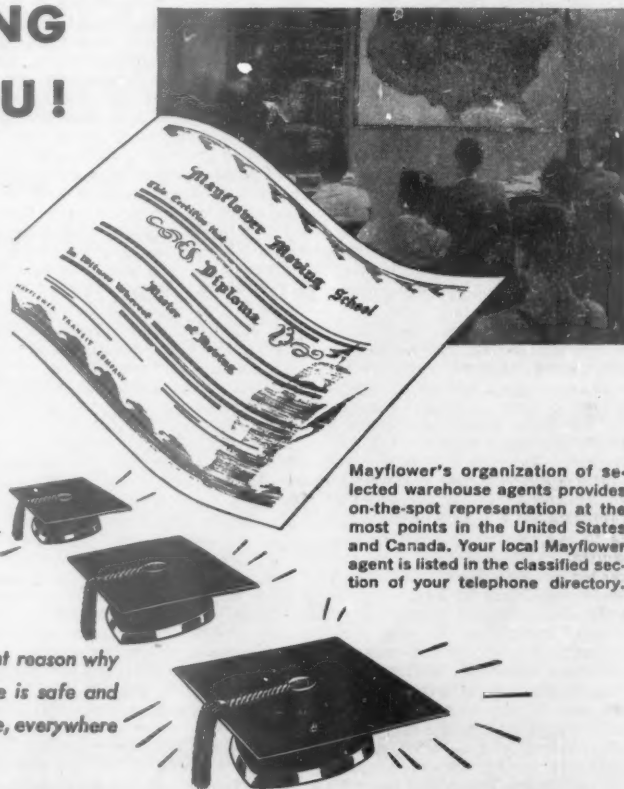 NG
U!
Mayflower Moving School
This Certifies that
Diploma
Master of Moving
In Witness Whereof
MAYFLOWER TRANSIT COMPANY
Mayflower's organization of se-
lected warehouse agents provides
on-the-spot representation at the
most points in the United States
and Canada. Your local Mayflower
agent is listed in the classified sec-
tion of your telephone directory.
nt reason why
e is safe and
e, everywhere